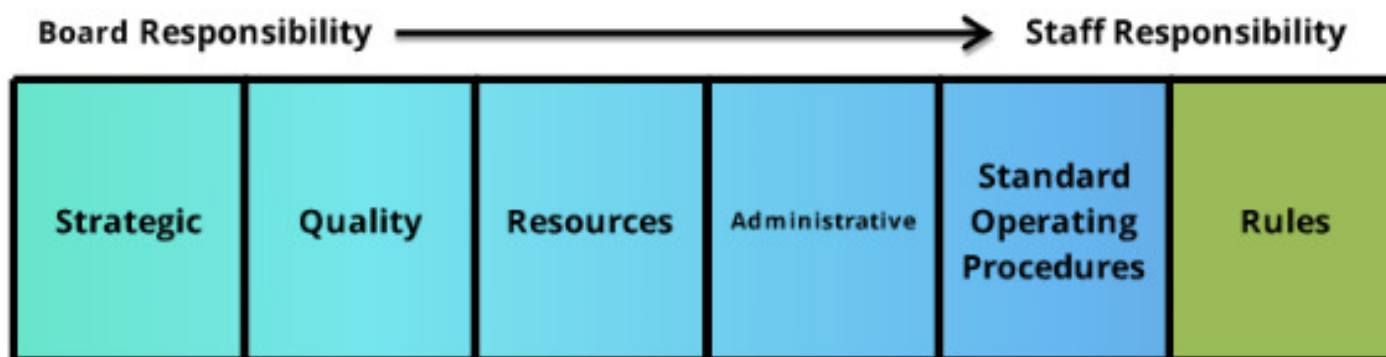 Board Responsibility
Staff Responsibility
Strategic
Quality
Resources
Administrative
Standard
Operating
Procedures
Rules